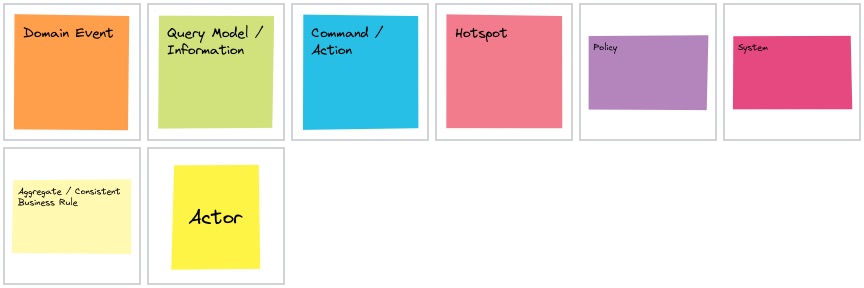 Domain Event
Query Model /
Information
Command /
Action
Hotspot
Policy
System
Aggregate / Consistent
Business Rule
Actor